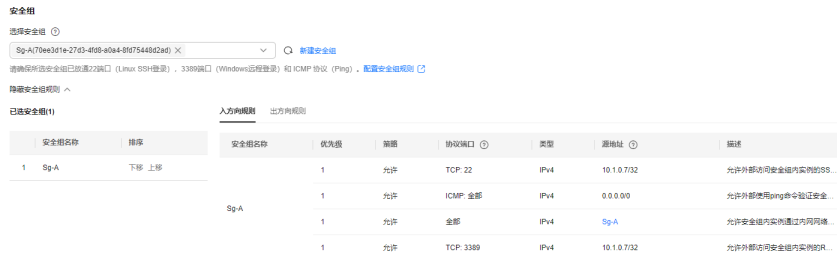 安全组
选择安全组
Sg-A(70ee3d1e-27d3-4fd8-a0a4-8fd75448d2ad) 新建安全组
请确保所选安全组已放通22端口（Linux SSH登录），3389端口（Windows远程登录）和 ICMP 协议（Ping）。配置安全组规则
隐藏安全组规则
已选安全组(1) 入方向规则 出方向规则
安全组名称 排序 安全组名称 优先级 策略 协议端口 类型 源地址 描述
1 Sg-A 下移 上移 1 允许 TCP: 22 IPv4 10.1.0.7/32 允许外部访问安全组内实例的SS...
1 允许 ICMP: 全部 IPv4 0.0.0.0/0 允许外部使用ping命令验证安全...
Sg-A
1 允许 全部 IPv4 Sg-A 允许安全组内实例通过内网网络...
1 允许 TCP: 3389 IPv4 10.1.0.7/32 允许外部访问安全组内实例的R...